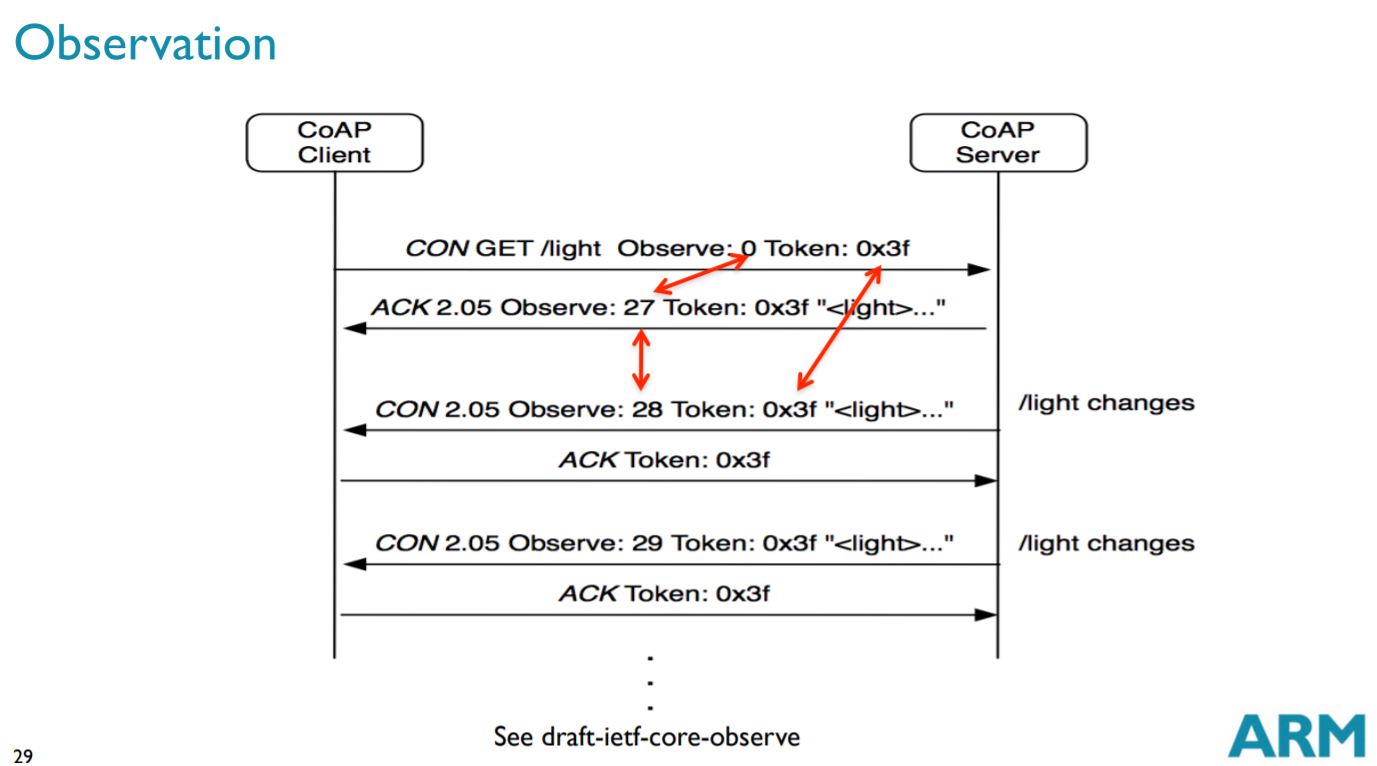 Observation
CoAP
Client
CoAP
Server
CON GET /light Observe: 0 Token: 0x3f
ACK 2.05 Observe: 27 Token: 0x3f "<light>..."
CON 2.05 Observe: 28 Token: 0x3f "<light>..."
/light changes
ACK Token: 0x3f
CON 2.05 Observe: 29 Token: 0x3f "<light>..."
/light changes
ACK Token: 0x3f
See draft-ietf-core-observe
29
ARM